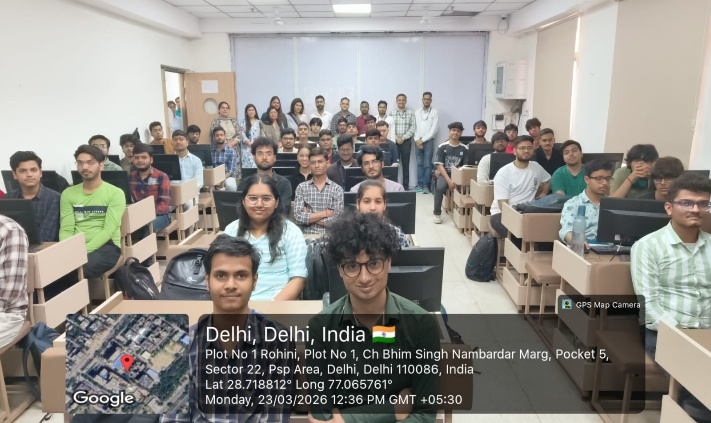 GPS Map Camera
Delhi, Delhi, India
Plot No 1 Rohini, Plot No 1, Ch Bhim Singh Nambardar Marg, Pocket 5,
Sector 22, Psp Area, Delhi, Delhi 110086, India
Lat 28.718812° Long 77.065761°
Monday, 23/03/2026 12:36 PM GMT +05:30
Google